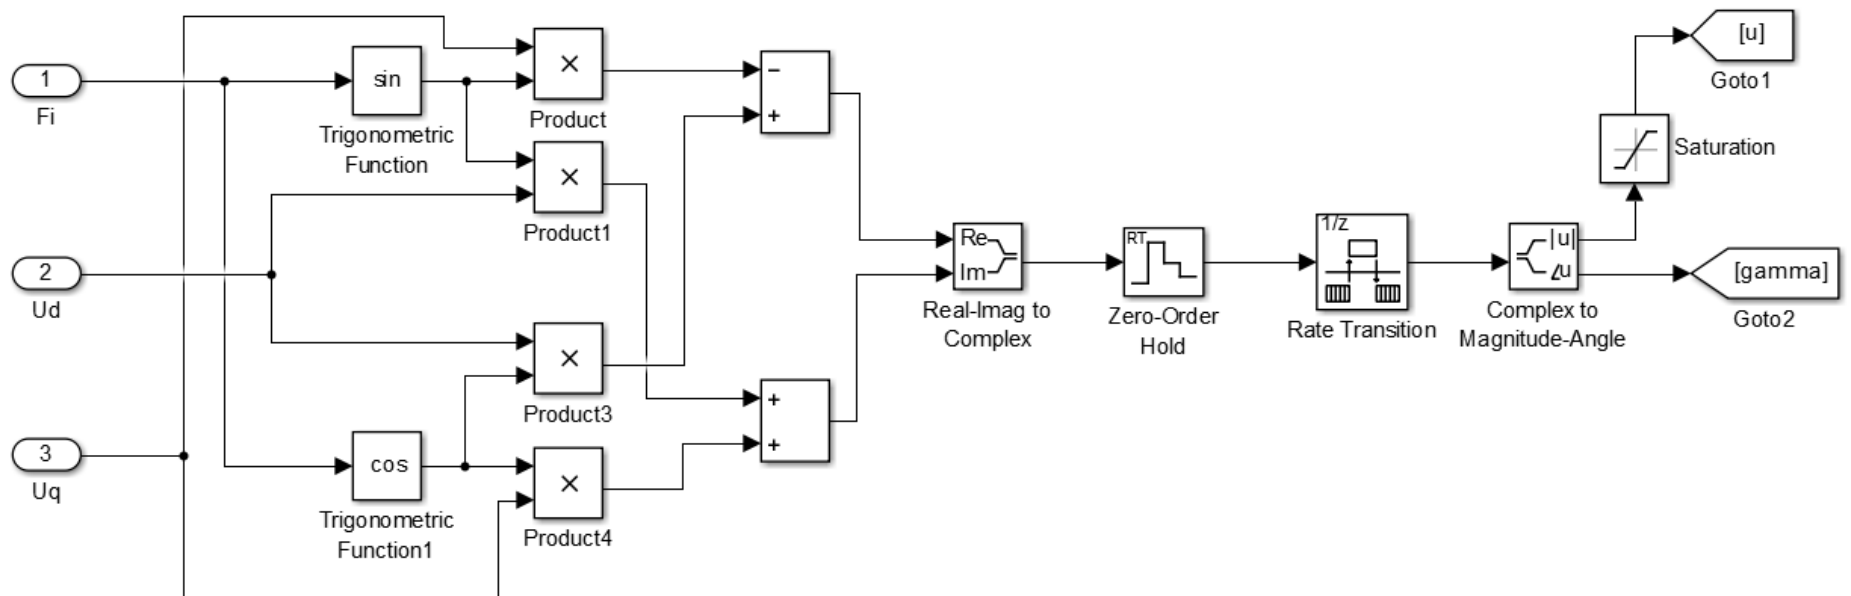 1
Fi
sin
Trigonometric
Function
×
Product
×
Product1
2
Ud
×
Product3
3
Uq
cos
Trigonometric
Function1
×
Product4
−
+
+
+
Re
Im
Real-Imag to
Complex
RT
Zero-Order
Hold
1/z
Rate Transition
|u|
∠u
Complex to
Magnitude-Angle
Saturation
[u]
Goto1
[gamma]
Goto2